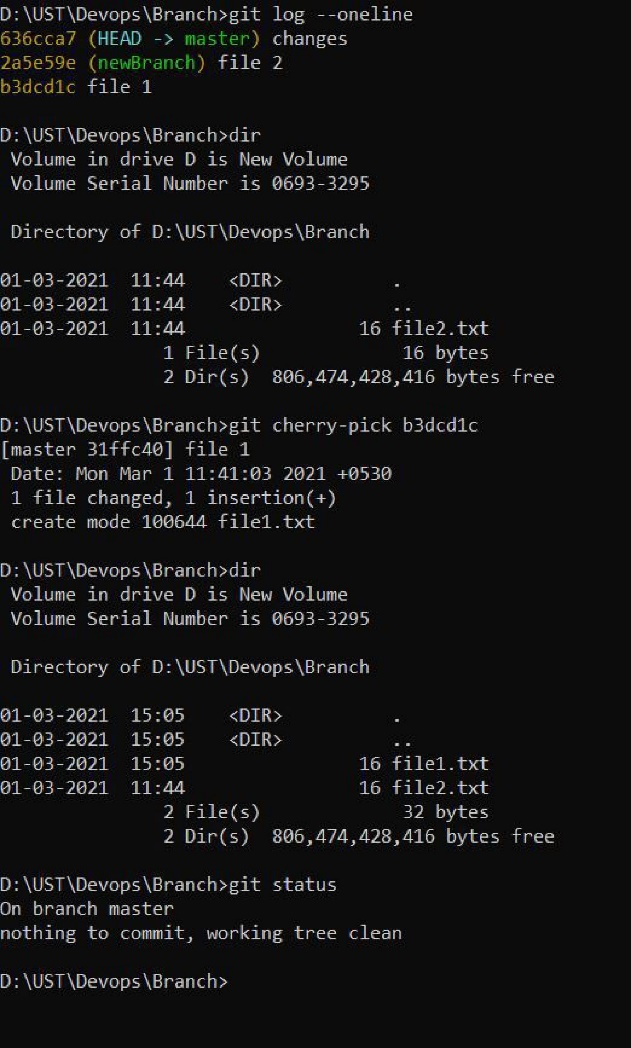 D:\UST\Devops\Branch>git log --oneline
636cca7 (HEAD -> master) changes
2a5e59e (newBranch) file 2
b3dcd1c file 1
D:\UST\Devops\Branch>dir
Volume in drive D is New Volume
Volume Serial Number is 0693-3295
Directory of D:\UST\Devops\Branch
01-03-2021  11:44    <DIR>          .
01-03-2021  11:44    <DIR>          ..
01-03-2021  11:44                16 file2.txt
1 File(s)             16 bytes
2 Dir(s)  806,474,428,416 bytes free
D:\UST\Devops\Branch>git cherry-pick b3dcd1c
[master 31ffc40] file 1
Date: Mon Mar 1 11:41:03 2021 +0530
1 file changed, 1 insertion(+)
create mode 100644 file1.txt
D:\UST\Devops\Branch>dir
Volume in drive D is New Volume
Volume Serial Number is 0693-3295
Directory of D:\UST\Devops\Branch
01-03-2021  15:05    <DIR>          .
01-03-2021  15:05    <DIR>          ..
01-03-2021  15:05                16 file1.txt
01-03-2021  11:44                16 file2.txt
2 File(s)             32 bytes
2 Dir(s)  806,474,428,416 bytes free
D:\UST\Devops\Branch>git status
On branch master
nothing to commit, working tree clean
D:\UST\Devops\Branch>